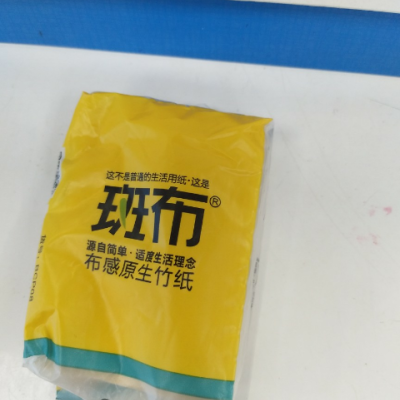 这不是普通的生活用纸·这是
斑布®
源自简单·适度生活理念
布感原生竹纸